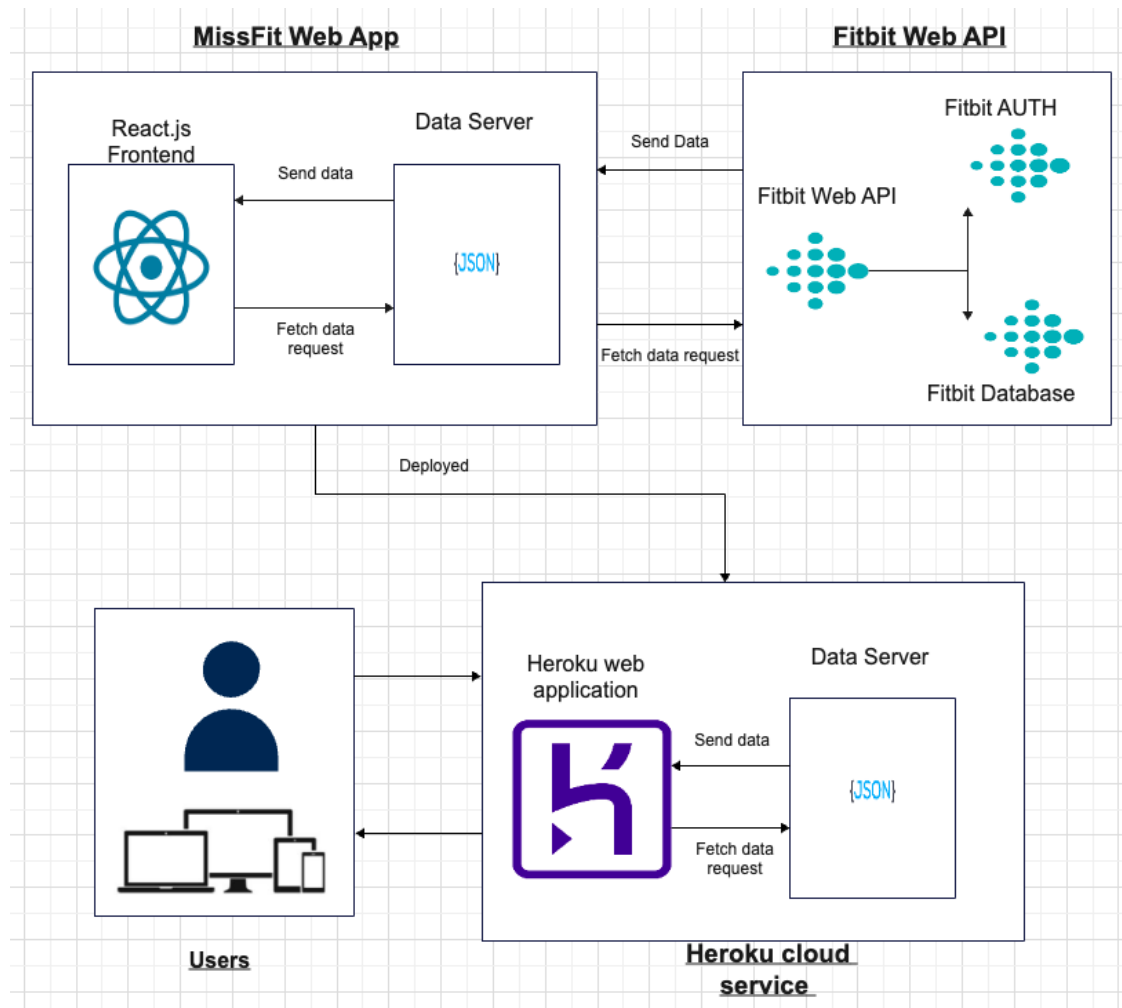 MissFit Web App
Fitbit Web API
React.js
Frontend
Data Server
Send data
{JSON}
Fetch data
request
Send Data
Fetch data request
Fitbit AUTH
Fitbit Web API
Fitbit Database
Deployed
Users
Heroku web
application
Data Server
Send data
{JSON}
Fetch data
request
Heroku cloud
service